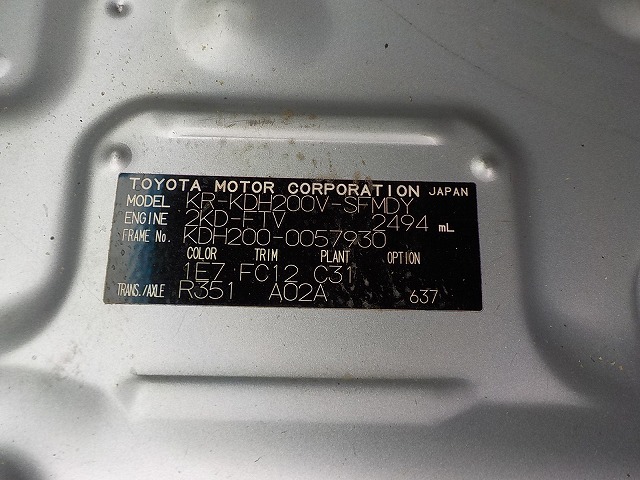 TOYOTA MOTOR CORPORATION JAPAN
MODEL KR-KDH200V-SFMDY
ENGINE 2KD-FTV 2494 mL
FRAME No. KDH200-0057930
COLOR TRIM PLANT OPTION
1E7 FC12 C31
TRANS./AXLE R351 A02A 637